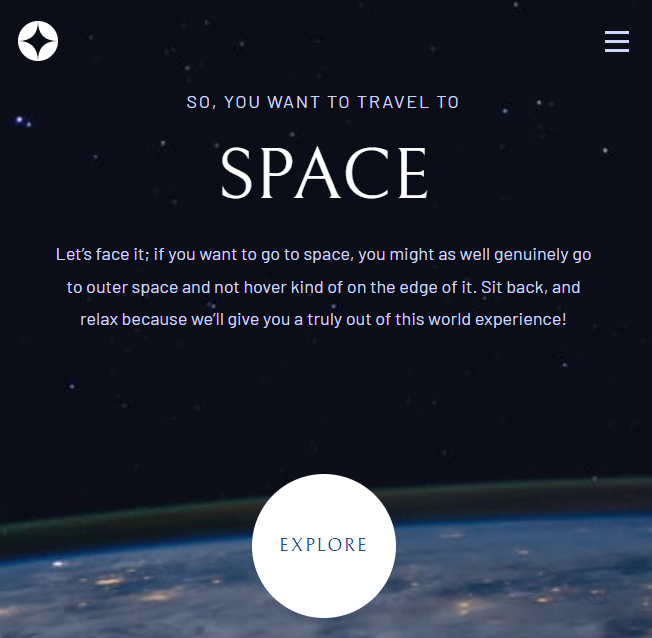 SO, YOU WANT TO TRAVEL TO
SPACE
Let’s face it; if you want to go to space, you might as well genuinely go
to outer space and not hover kind of on the edge of it. Sit back, and
relax because we’ll give you a truly out of this world experience!
EXPLORE